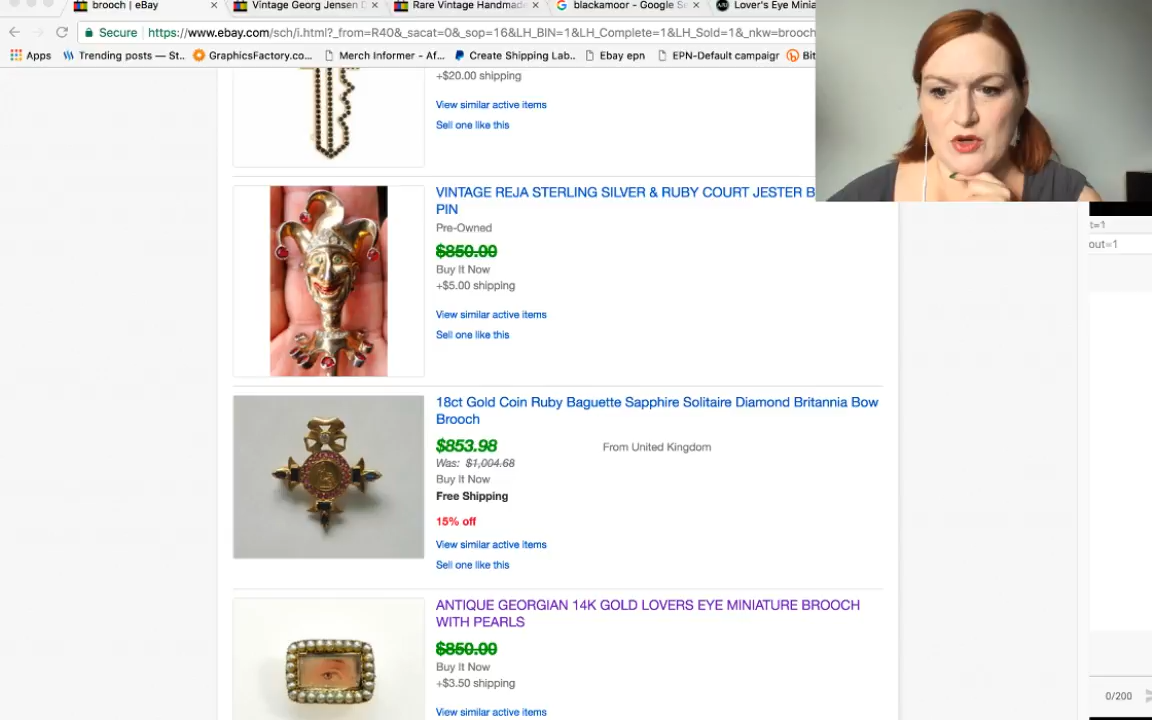 brooch | eBay
Vintage Georg Jensen
Rare Vintage Handmade
blackamoor - Google
Lover's Eye Minia
Secure https://www.ebay.com/sch/i.html?_from=R40&_sacat=0&_sop=16&LH_BIN=1&LH_Complete=1&LH_Sold=1&_nkw=brooch
Apps Trending posts — St.. GraphicsFactory.co... Merch Informer - Af... Create Shipping Lab.. Ebay epn EPN-Default campaign Bit
+$20.00 shipping
View similar active items
Sell one like this
VINTAGE REJA STERLING SILVER & RUBY COURT JESTER B
PIN
Pre-Owned
$850.00
Buy It Now
+$5.00 shipping
View similar active items
Sell one like this
18ct Gold Coin Ruby Baguette Sapphire Solitaire Diamond Britannia Bow
Brooch
$853.98 From United Kingdom
Was: $1,004.68
Buy It Now
Free Shipping
15% off
View similar active items
Sell one like this
ANTIQUE GEORGIAN 14K GOLD LOVERS EYE MINIATURE BROOCH
WITH PEARLS
$850.00
Buy It Now
+$3.50 shipping
View similar active items
t=1
out=1
0/200